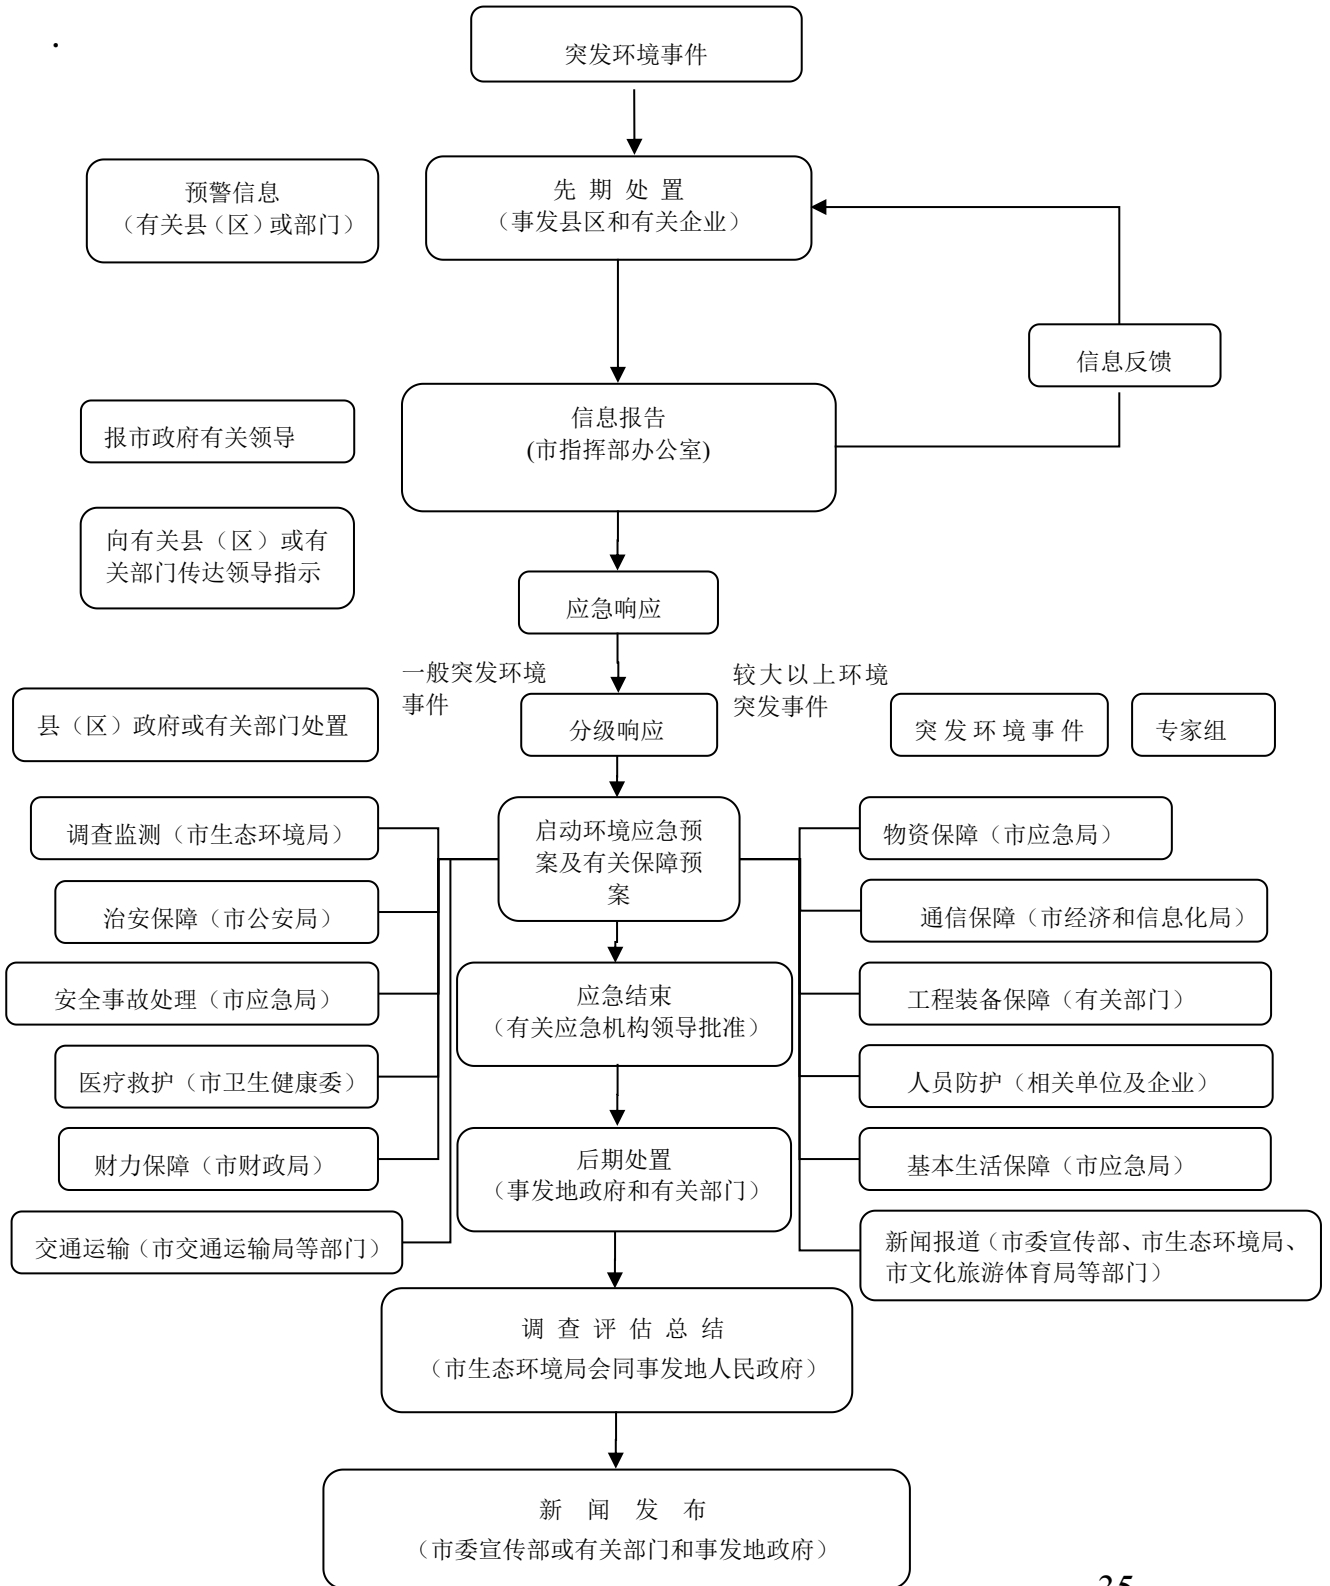 .
突发环境事件
预警信息
（有关县（区）或部门）
先 期 处 置
（事发县区和有关企业）
信息反馈
报市政府有关领导
信息报告
(市指挥部办公室)
向有关县（区）或有
关部门传达领导指示
应急响应
一般突发环境
事件
较大以上环境
突发事件
县（区）政府或有关部门处置
分级响应
突 发 环 境 事 件
专家组
调查监测（市生态环境局）
启动环境应急预
案及有关保障预
案
物资保障（市应急局）
治安保障（市公安局）
通信保障（市经济和信息化局）
安全事故处理（市应急局）
应急结束
（有关应急机构领导批准）
工程装备保障（有关部门）
医疗救护（市卫生健康委）
人员防护（相关单位及企业）
财力保障（市财政局）
后期处置
（事发地政府和有关部门）
基本生活保障（市应急局）
交通运输（市交通运输局等部门）
新闻报道（市委宣传部、市生态环境局、
市文化旅游体育局等部门）
调 查 评 估 总 结
（市生态环境局会同事发地人民政府）
新 闻 发 布
（市委宣传部或有关部门和事发地政府）